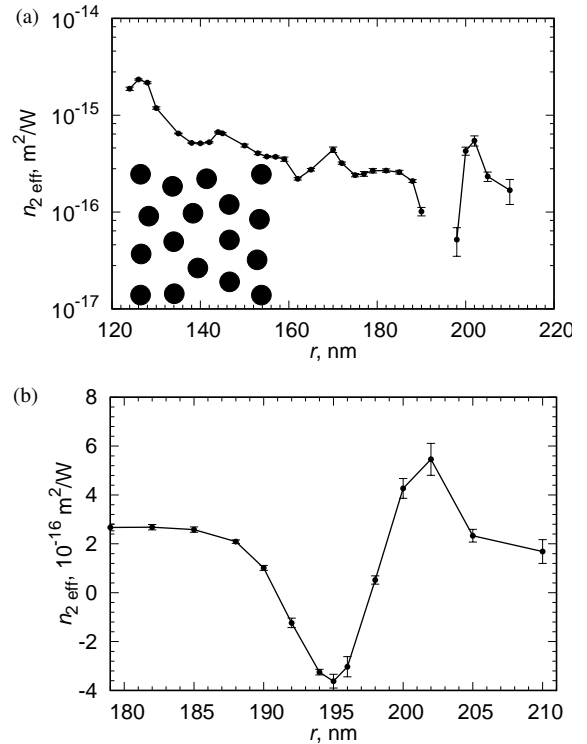 (a)
10⁻¹⁴
10⁻¹⁵
10⁻¹⁶
10⁻¹⁷
n₂ eff, m²/W
120 140 160 180 200 220
r, nm
(b)
8
6
4
2
0
-2
-4
n₂ eff, 10⁻¹⁶ m²/W
180 185 190 195 200 205 210
r, nm